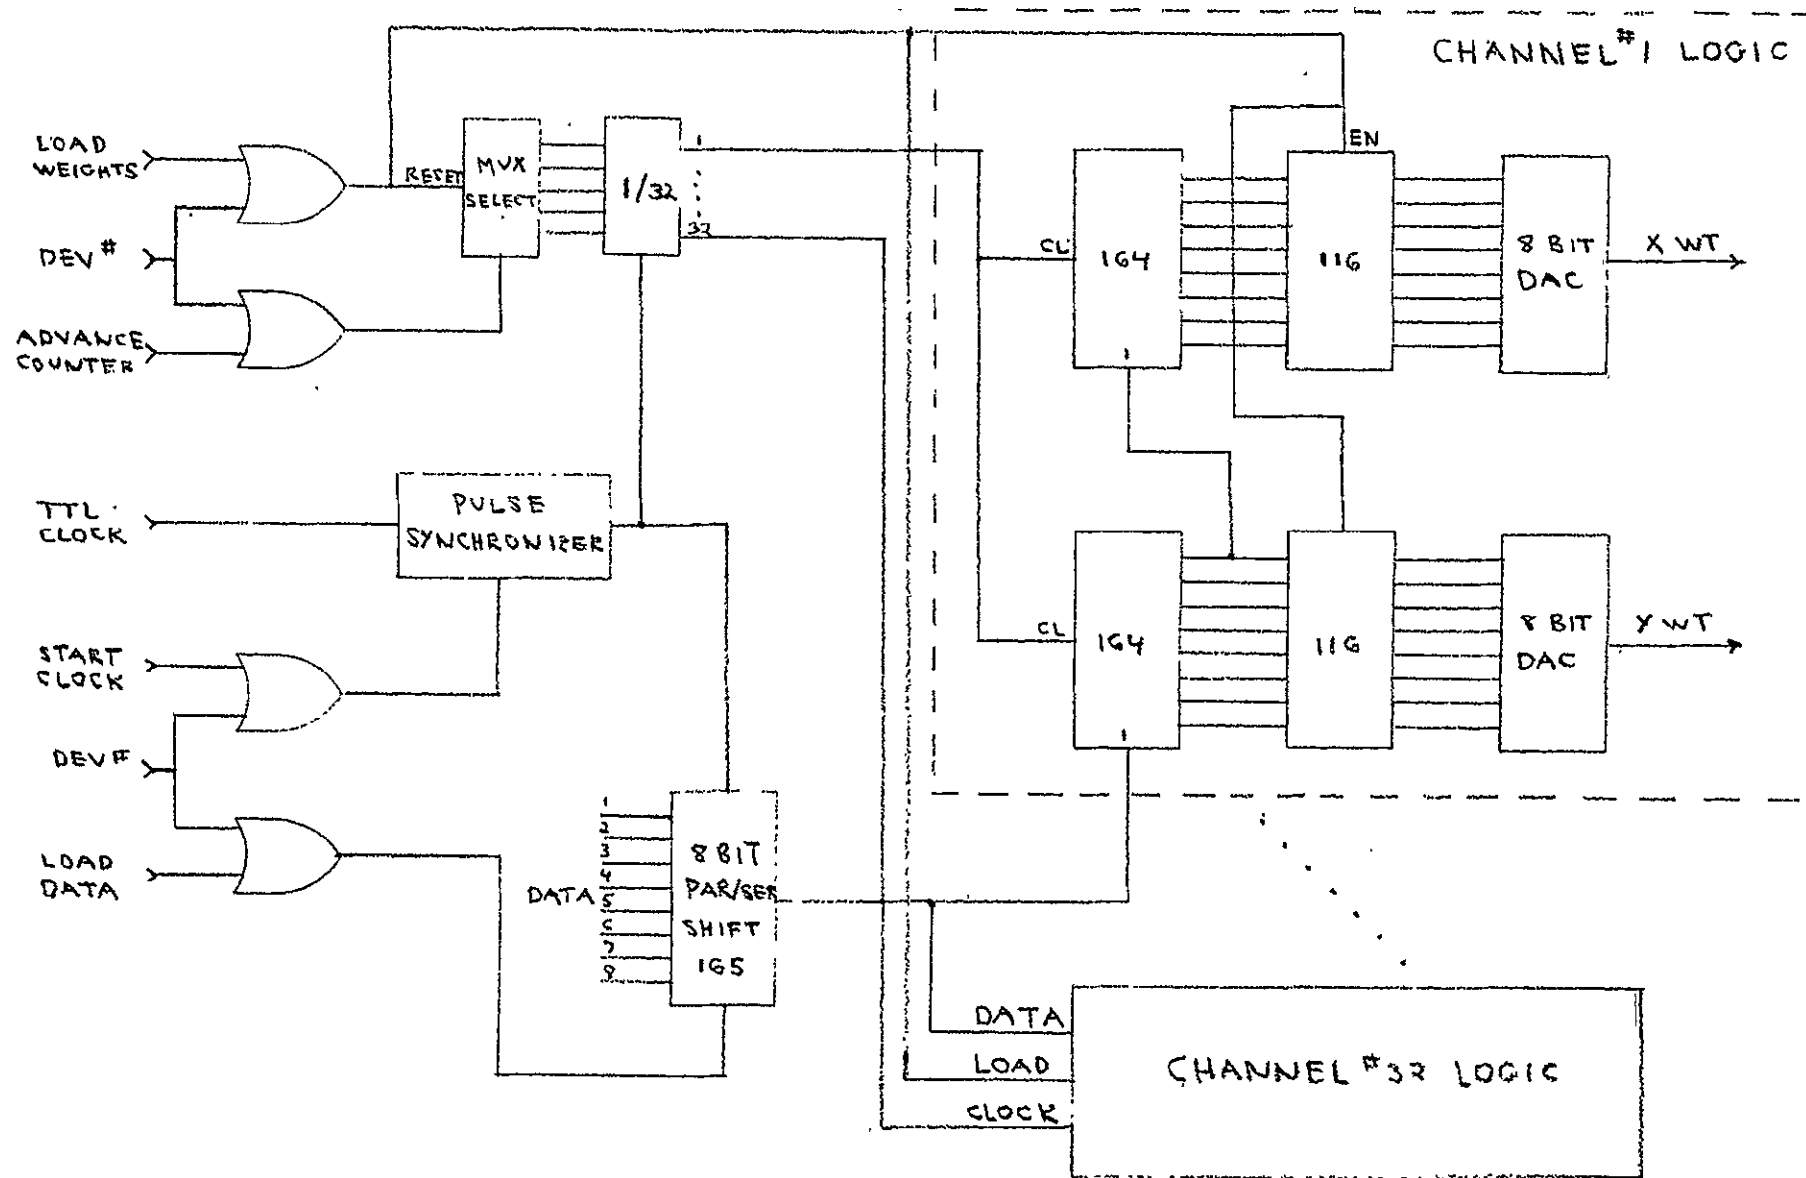 CHANNEL #1 LOGIC
LOAD
WEIGHTS
DEV #
ADVANCE
COUNTER
RESET
MUX
SELECT
1/32
1
32
EN
CL
164
116
8 BIT
DAC
X WT
1
TTL
CLOCK
PULSE
SYNCHRONIZER
START
CLOCK
DEV #
LOAD
DATA
CL
164
116
8 BIT
DAC
Y WT
1
DATA
1
2
3
4
5
6
7
8
8 BIT
PAR/SER
SHIFT
165
DATA
LOAD
CLOCK
CHANNEL #32 LOGIC